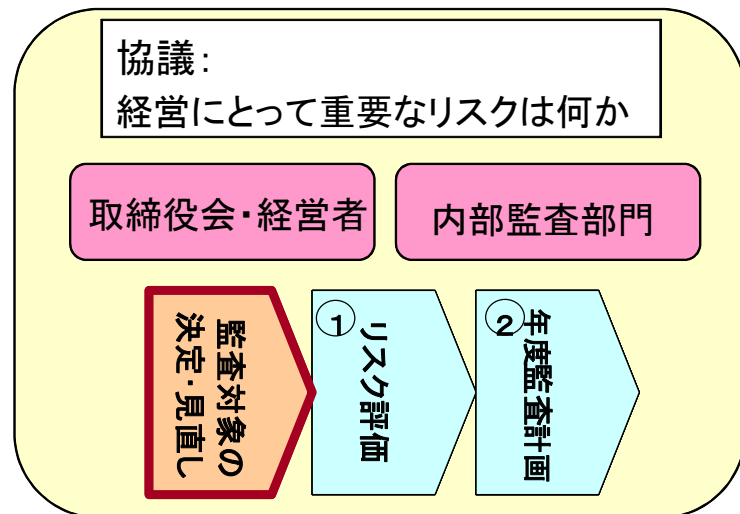 協議：
経営にとって重要なリスクは何か
取締役会・経営者
内部監査部門
監査対象の
決定・見直し
①
リスク評価
②
年度監査計画